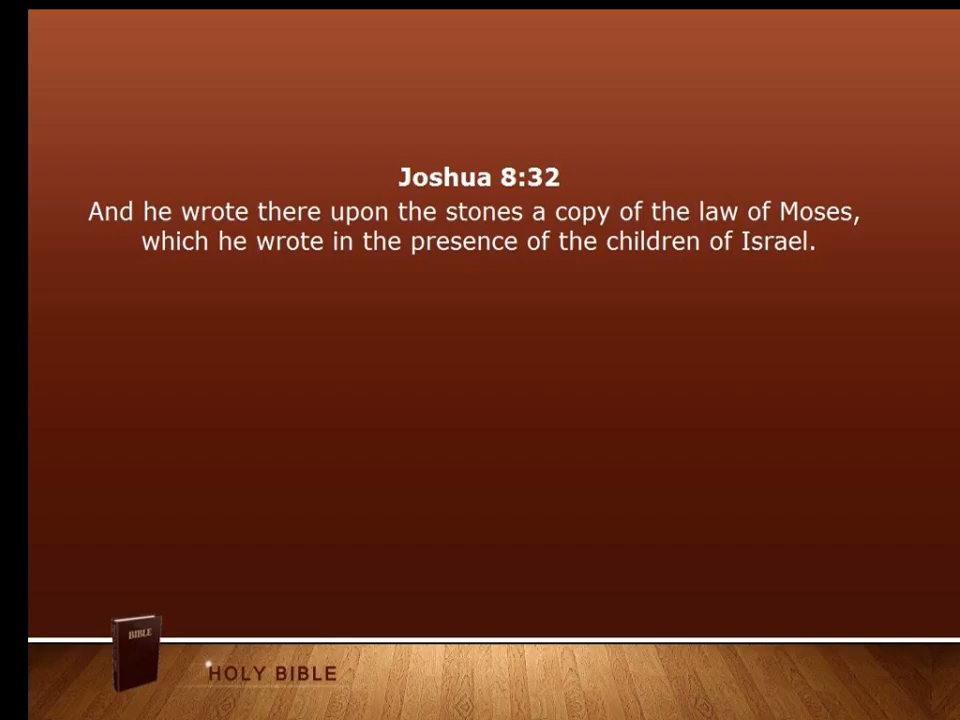 Joshua 8:32
And he wrote there upon the stones a copy of the law of Moses,
which he wrote in the presence of the children of Israel.
BIBLE
HOLY BIBLE